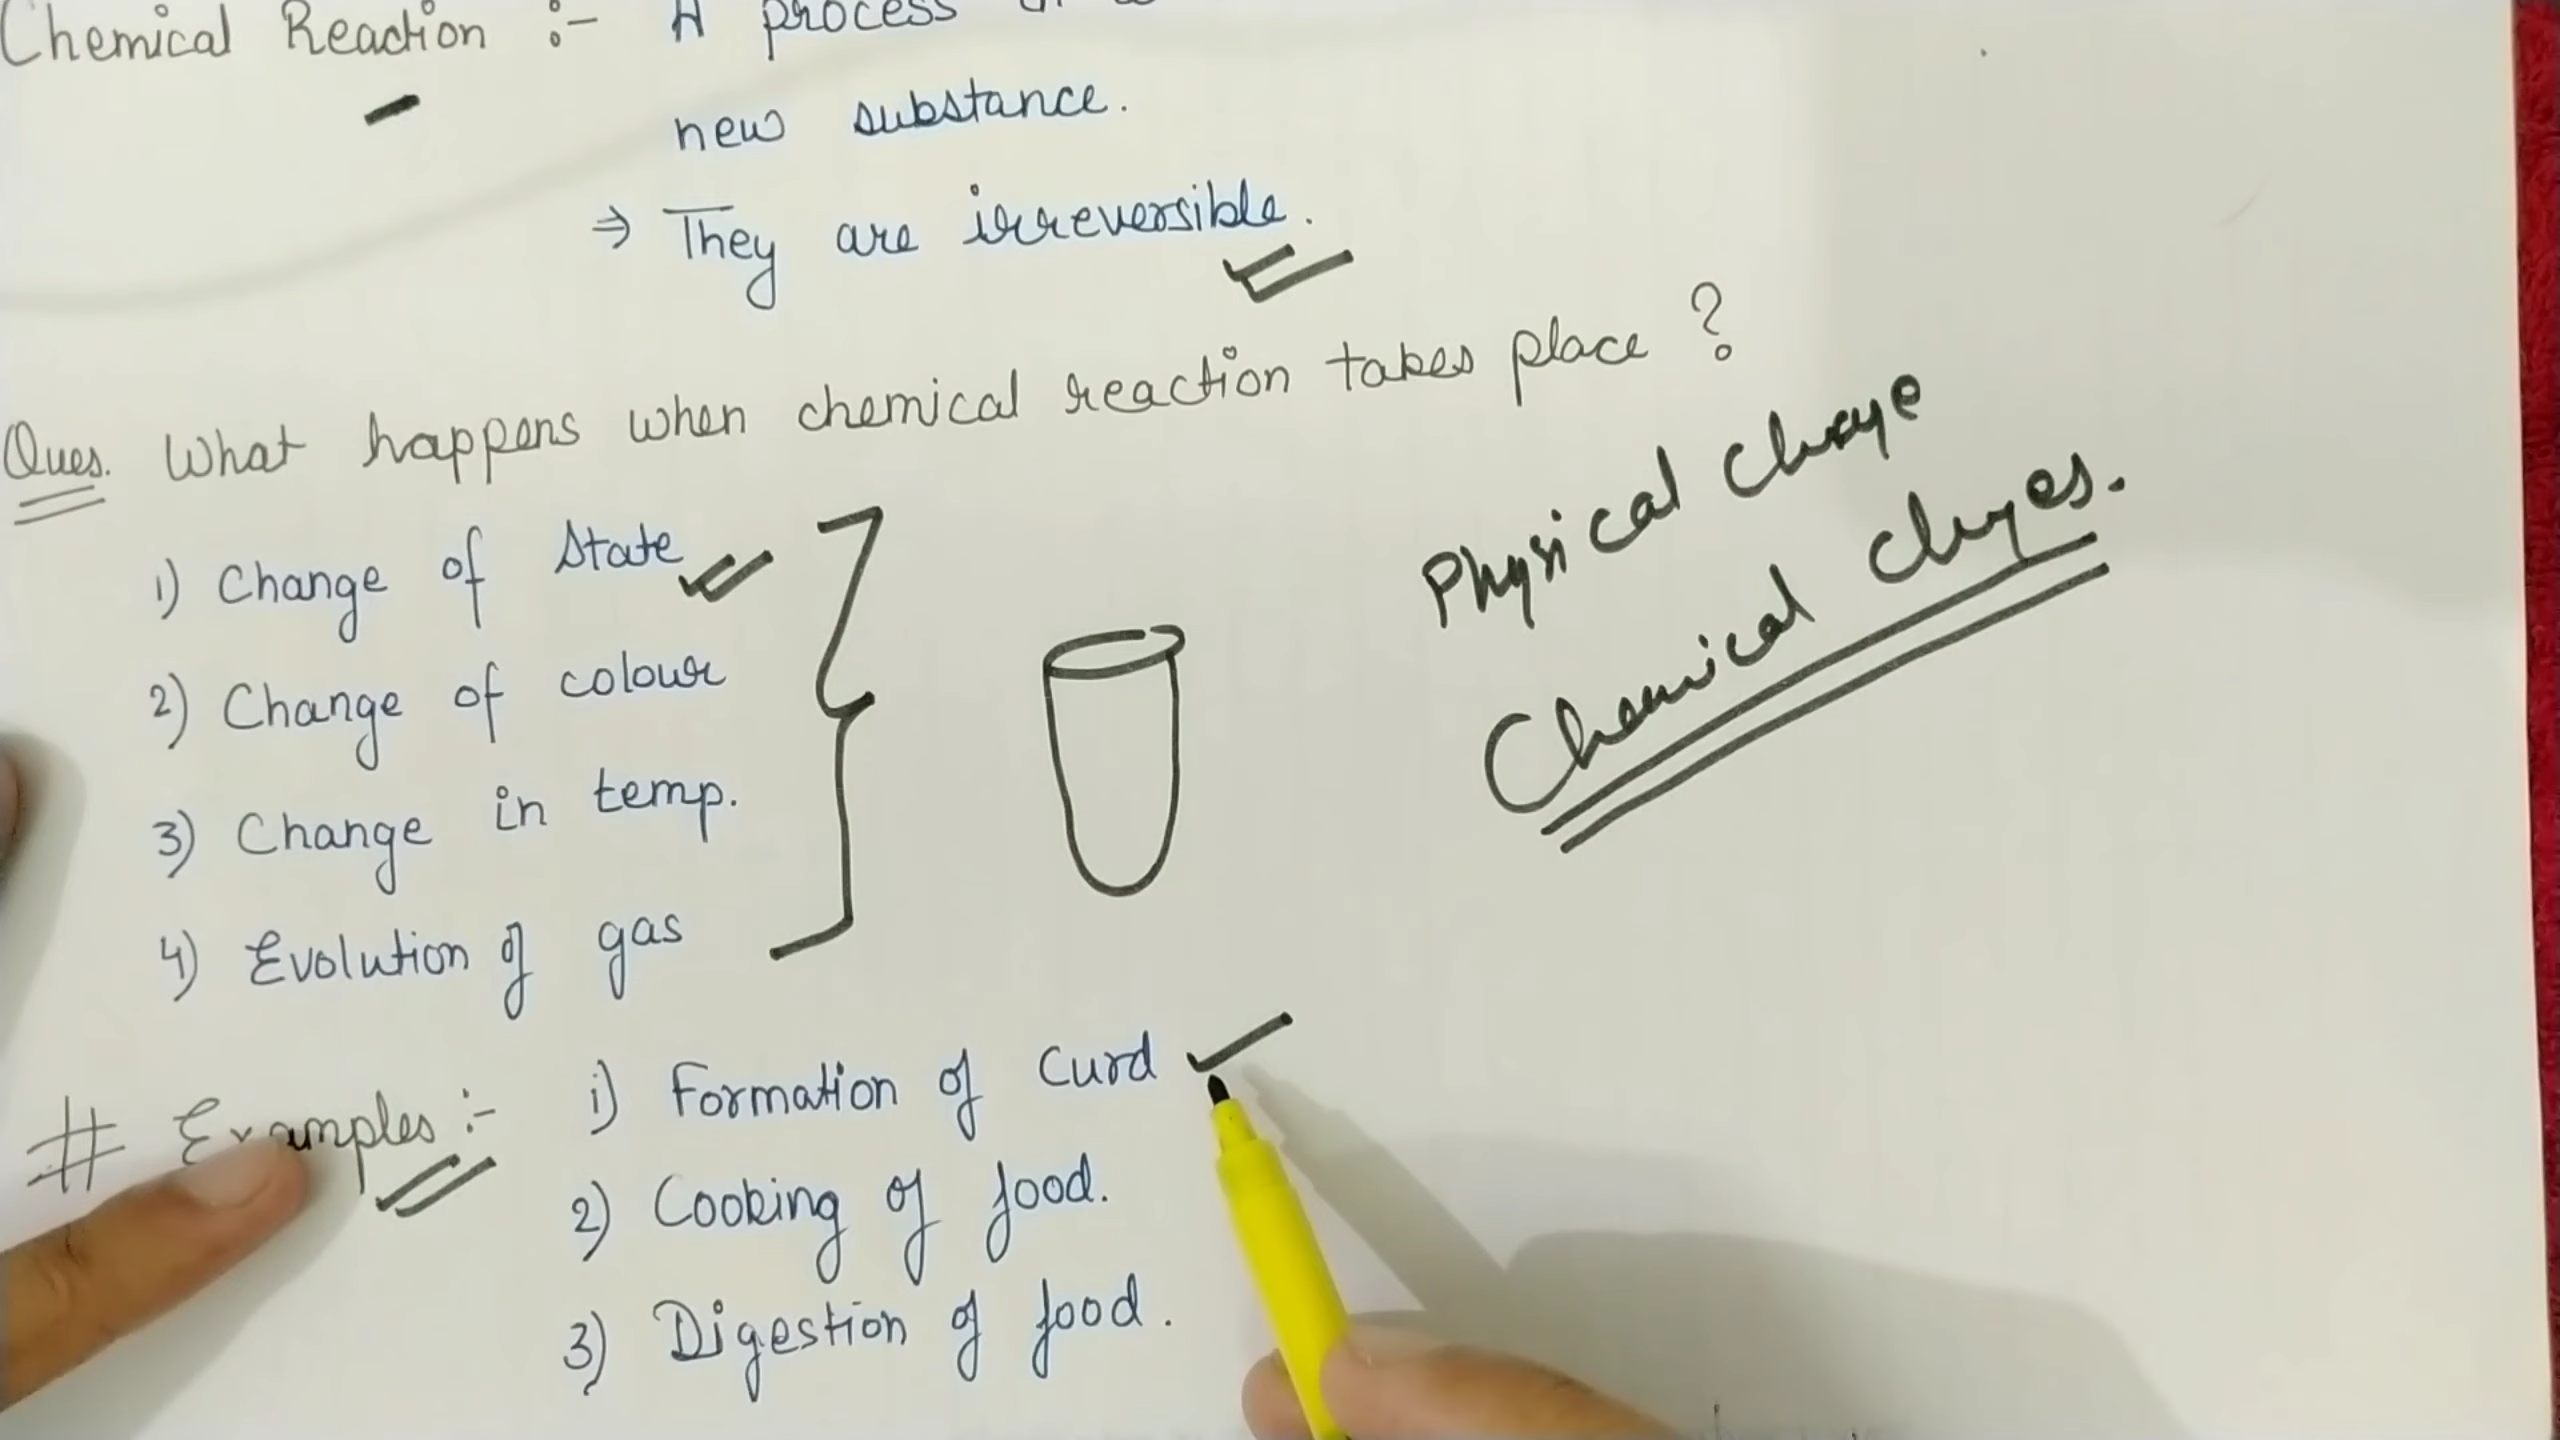 Chemical Reaction :- A process
new substance.
⇒ They are irreversible.
Ques. What happens when chemical reaction takes place ?
Physical Change
Chemical Changes.
1) Change of state
2) Change of colour
3) Change in temp.
4) Evolution of gas
# Examples :- i) Formation of Curd
2) Cooking of food.
3) Digestion of food.